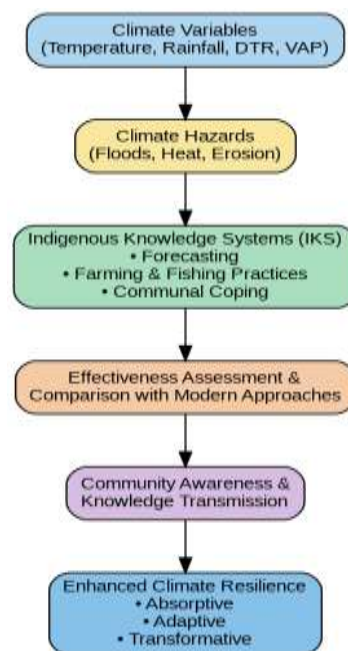 Climate Variables
(Temperature, Rainfall, DTR, VAP)
Climate Hazards
(Floods, Heat, Erosion)
Indigenous Knowledge Systems (IKS)
• Forecasting
• Farming & Fishing Practices
• Communal Coping
Effectiveness Assessment &
Comparison with Modern Approaches
Community Awareness &
Knowledge Transmission
Enhanced Climate Resilience
• Absorptive
• Adaptive
• Transformative